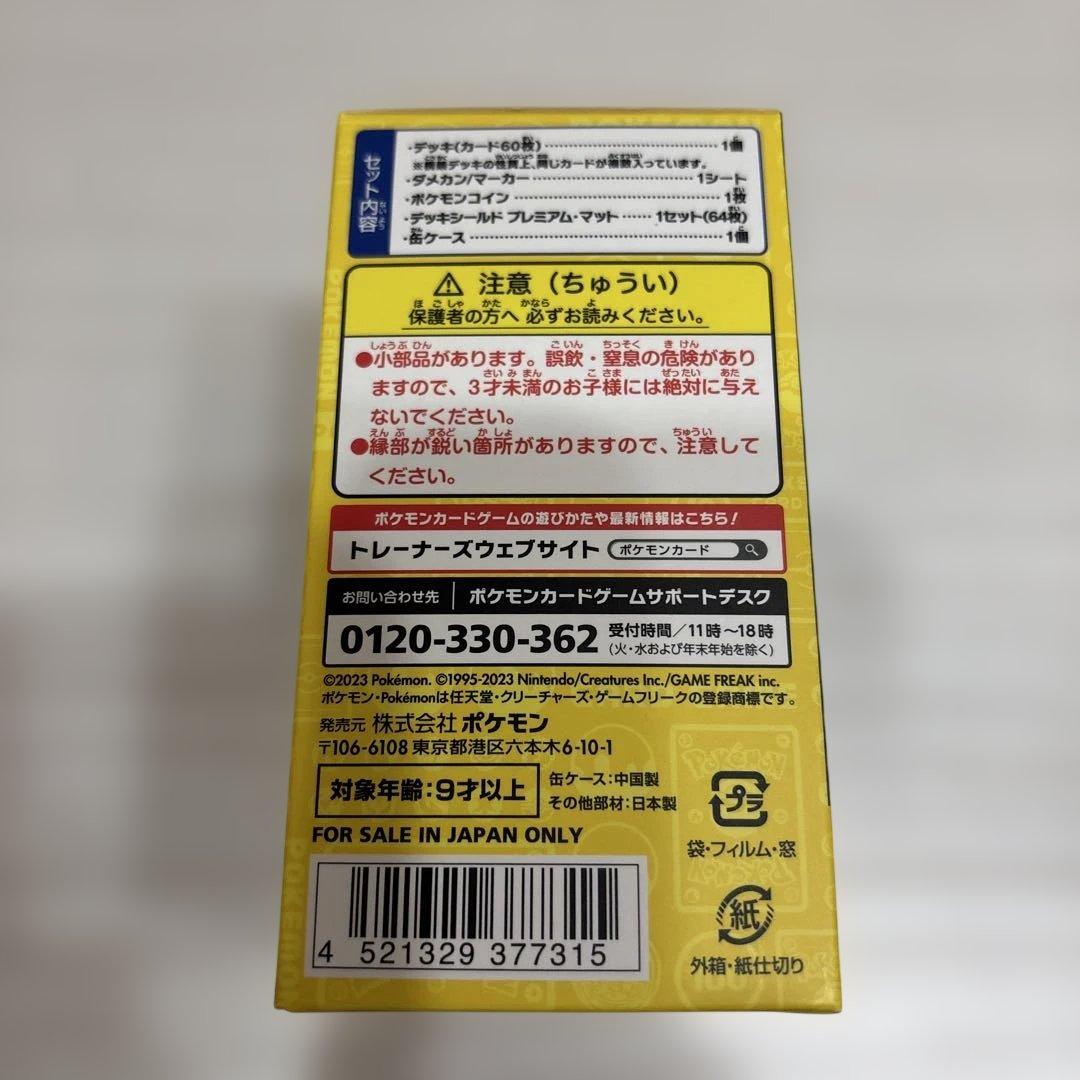 セット内容
・デッキ(カード60枚)…………………………1個
※構築デッキの性質上、同じカードが複数入っています。
・ダメカン/マーカー…………………………1シート
・ポケモンコイン…………………………1枚
・デッキシールド プレミアム・マット……1セット(64枚)
・缶ケース…………………………1個
⚠ 注意(ちゅうい)
保護者の方へ 必ずお読みください。
●小部品があります。誤飲・窒息の危険があり
ますので、3才未満のお子様には絶対に与え
ないでください。
●縁部が鋭い箇所がありますので、注意して
ください。
ポケモンカードゲームの遊びかたや最新情報はこちら!
トレーナーズウェブサイト ポケモンカード
お問い合わせ先 ポケモンカードゲームサポートデスク
0120-330-362 受付時間/11時~18時
(火・水および年末年始を除く)
©2023 Pokémon. ©1995-2023 Nintendo/Creatures Inc./GAME FREAK inc.
ポケモン・Pokémonは任天堂・クリーチャーズ・ゲームフリークの登録商標です。
発売元 株式会社ポケモン
〒106-6108 東京都港区六本木6-10-1
対象年齢:9才以上
缶ケース:中国製
その他部材:日本製
FOR SALE IN JAPAN ONLY
4 521329 377315
プラ
袋・フィルム・窓
紙
外箱・紙仕切り